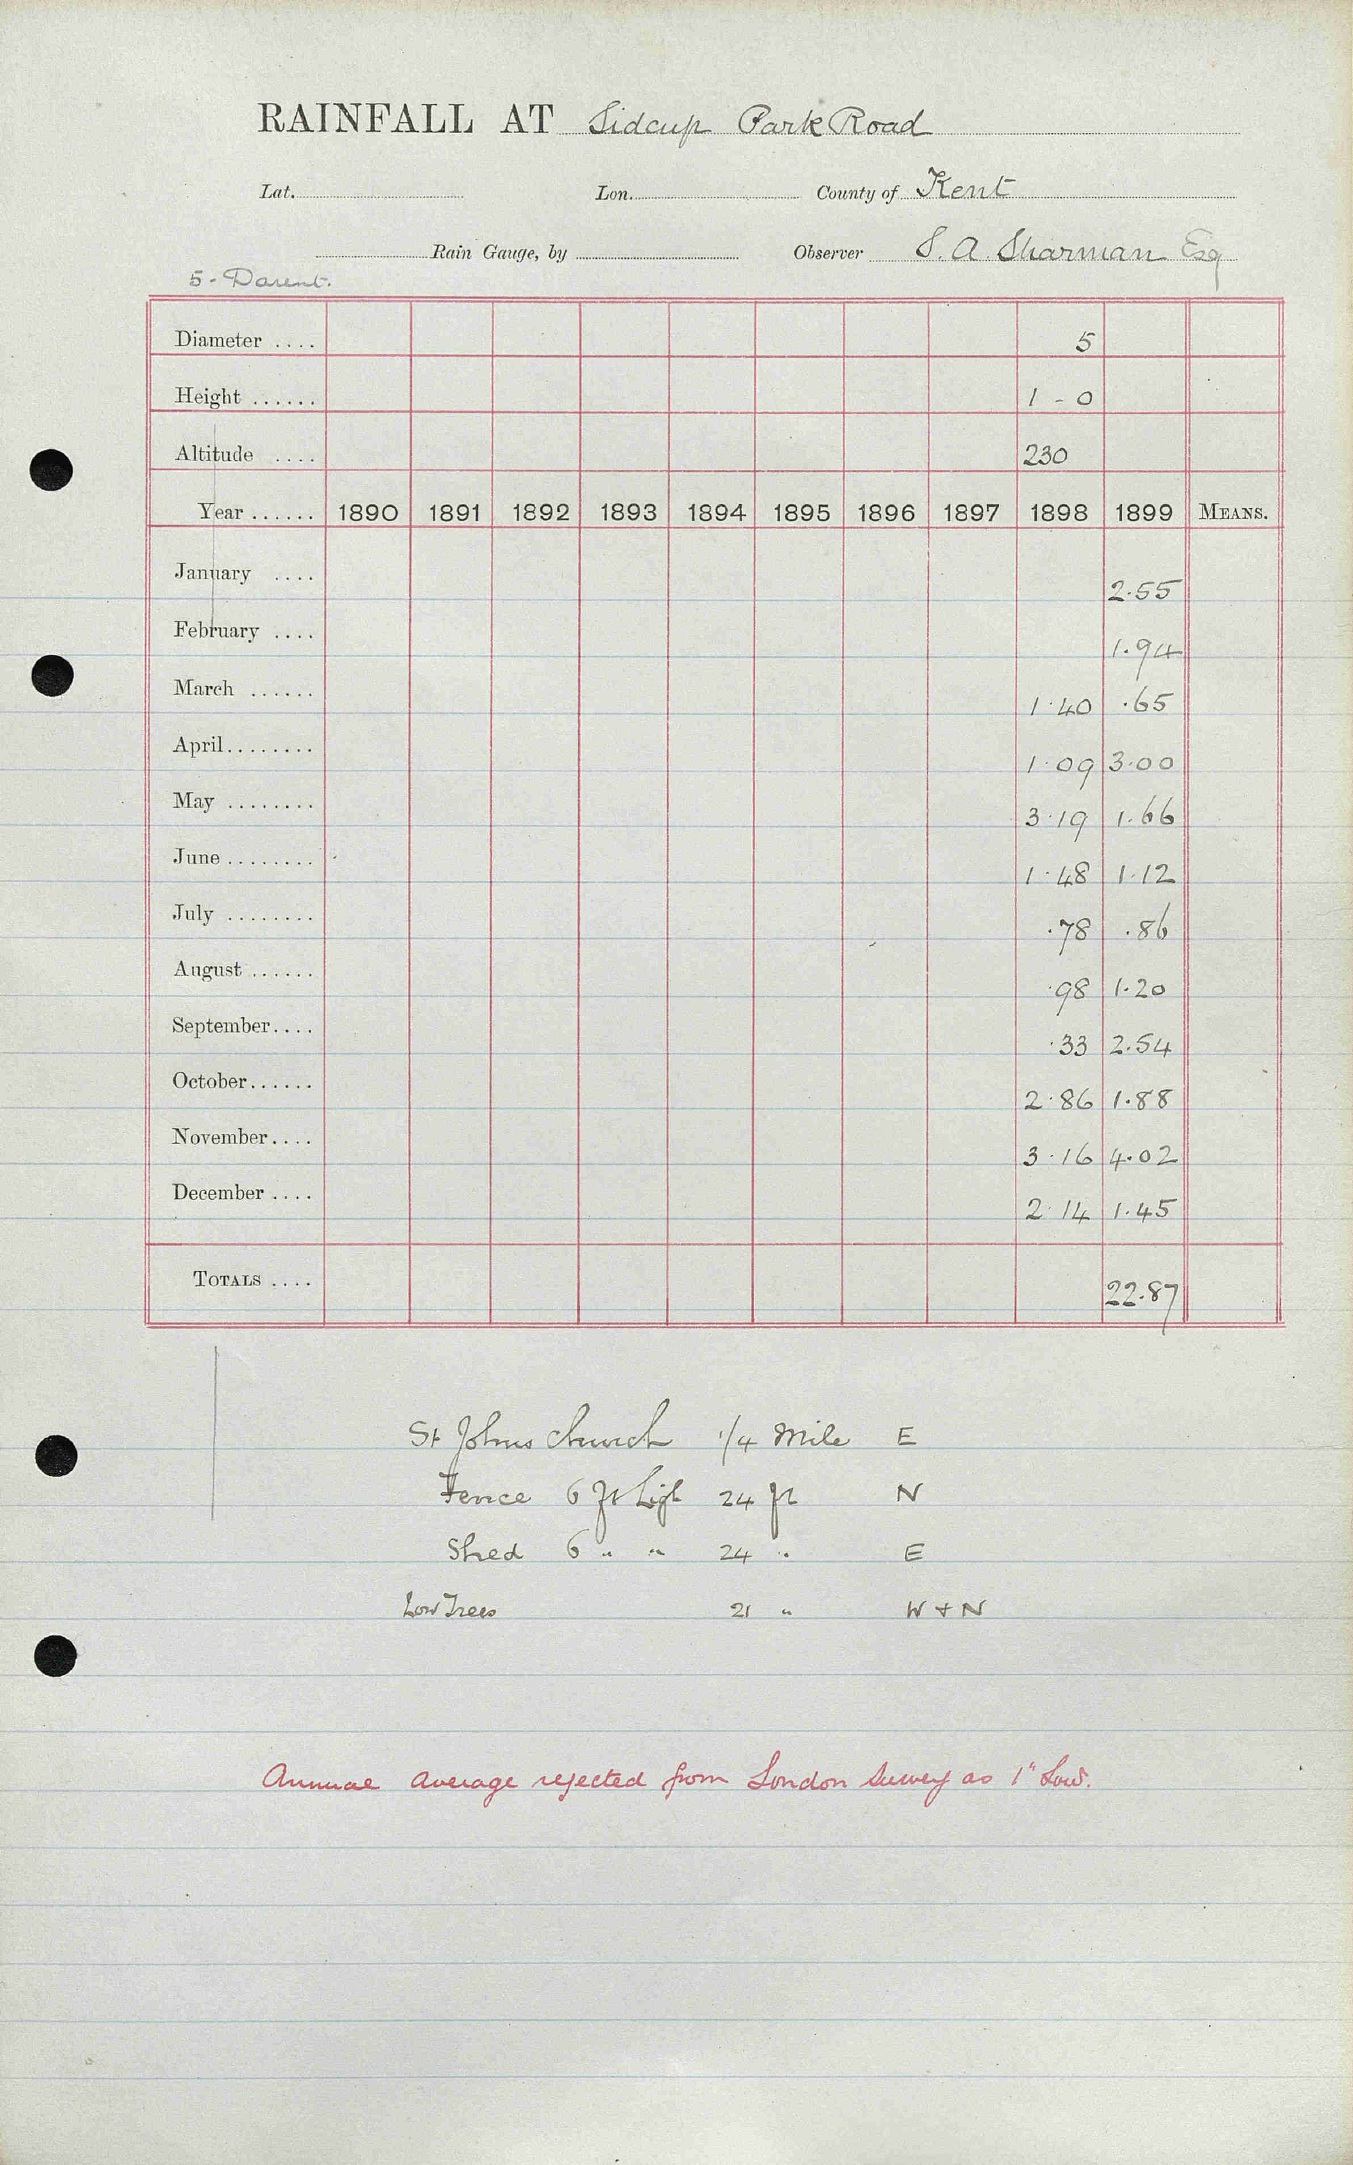 RAINFALL AT Sidcup Park Road
Lat. Lon. County of Kent
Rain Gauge, by Observer S. A. Sharman Esq
5 - Darent.
Diameter .... 5
Height ...... 1 - 0
Altitude .... 230
Year ...... 1890 1891 1892 1893 1894 1895 1896 1897 1898 1899 MEANS.
January .... 2.55
February .... 1.94
March ...... 1.40 .65
April........ 1.09 3.00
May ........ 3.19 1.66
June ........ 1.48 1.12
July ........ .78 .86
August ...... .98 1.20
September.... .33 2.54
October...... 2.86 1.88
November.... 3.16 4.02
December .... 2.14 1.45
TOTALS .... 22.87
St Johns Church 1/4 Mile E
Fence 6 ft high 24 ft N
Shed 6 " " 24 " E
Low Trees 21 " W + N
Annual average rejected from London Survey as 1" low.